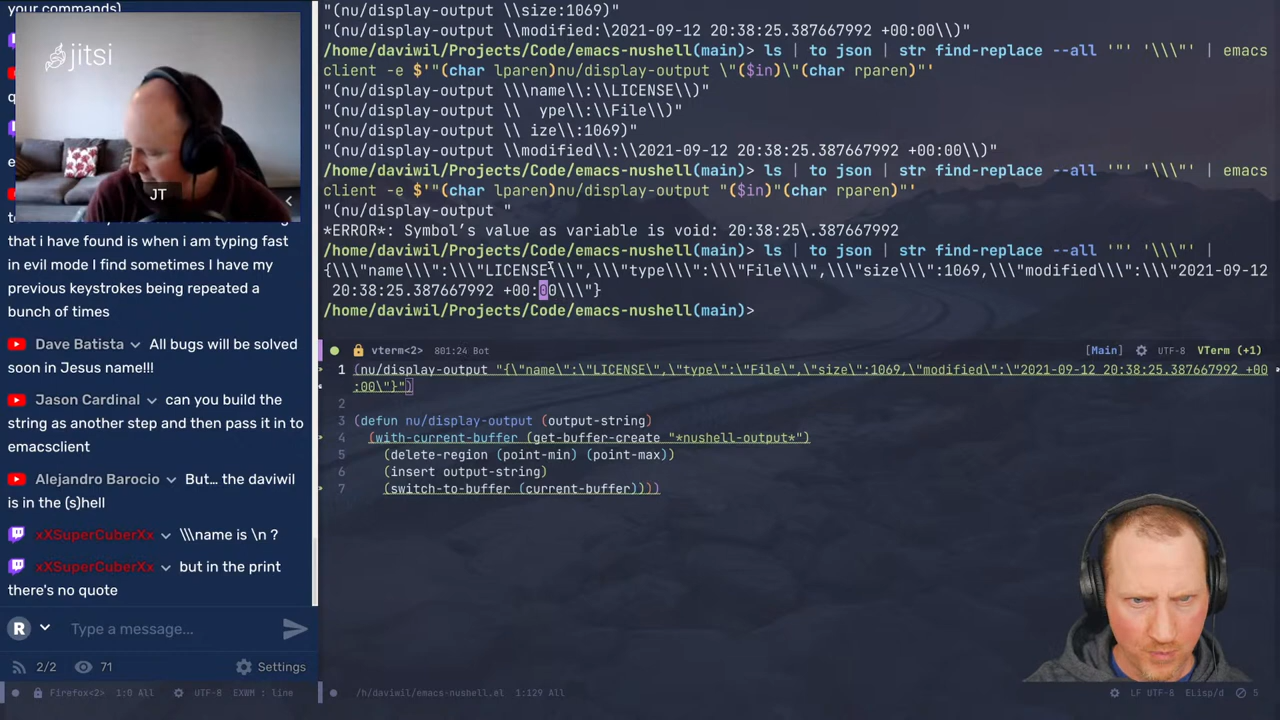 your commands)
jitsi
JT
that i have found is when i am typing fast
in evil mode I find sometimes I have my
previous keystrokes being repeated a
bunch of times
Dave Batista All bugs will be solved
soon in Jesus name!!!
Jason Cardinal can you build the
string as another step and then pass it in to
emacsclient
Alejandro Barocio But... the daviwil
is in the (s)hell
xXSuperCuberXx \\\name is \n ?
xXSuperCuberXx but in the print
there's no quote
R Type a message...
2/2 71 Settings
Firefox<2> 1:0 All UTF-8 EXWM : line
"(nu/display-output \\size:1069)"
"(nu/display-output \\modified:\2021-09-12 20:38:25.387667992 +00:00\\)"
/home/daviwil/Projects/Code/emacs-nushell(main)> ls | to json | str find-replace --all '"' '\\\"' | emacs
client -e $'"(char lparen)nu/display-output \"($in)\"(char rparen)"'
"(nu/display-output \\\name\\:\\LICENSE\\)"
"(nu/display-output \\   ype\\:\\File\\)"
"(nu/display-output \\ ize\\:1069)"
"(nu/display-output \\modified\\:\\2021-09-12 20:38:25.387667992 +00:00\\)"
/home/daviwil/Projects/Code/emacs-nushell(main)> ls | to json | str find-replace --all '"' '\\\"' | emacs
client -e $'"(char lparen)nu/display-output "($in)"(char rparen)"'
"(nu/display-output "
*ERROR*: Symbol's value as variable is void: 20:38:25\.387667992
/home/daviwil/Projects/Code/emacs-nushell(main)> ls | to json | str find-replace --all '"' '\\\"' |
{\\\"name\\\":\\\"LICENSE\\\",\\\"type\\\":\\\"File\\\",\\\"size\\\":1069,\\\"modified\\\":\\\"2021-09-12
20:38:25.387667992 +00:00\\\"}
/home/daviwil/Projects/Code/emacs-nushell(main)>
vterm<2> 801:24 Bot [Main] UTF-8 VTerm (+1)
1 (nu/display-output "{\"name\":\"LICENSE\",\"type\":\"File\",\"size\":1069,\"modified\":\"2021-09-12 20:38:25.387667992 +00
:00\"}")
2
3 (defun nu/display-output (output-string)
4 (with-current-buffer (get-buffer-create "*nushell-output*")
5 (delete-region (point-min) (point-max))
6 (insert output-string)
7 (switch-to-buffer (current-buffer))))
/h/daviwil/emacs-nushell.el 1:129 All LF UTF-8 ELisp/d 5